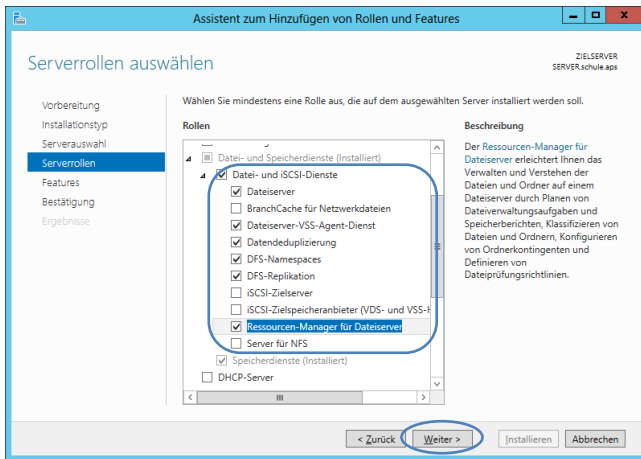 Assistent zum Hinzufügen von Rollen und Features
Serverrollen auswählen
ZIELSERVER
SERVER.schule.aps
Vorbereitung
Installationstyp
Serverauswahl
Serverrollen
Features
Bestätigung
Ergebnisse
Wählen Sie mindestens eine Rolle aus, die auf dem ausgewählten Server installiert werden soll.
Rollen
Datei- und Speicherdienste (Installiert)
Datei- und iSCSI-Dienste
Dateiserver
BranchCache für Netzwerkdateien
Dateiserver-VSS-Agent-Dienst
Datendeduplizierung
DFS-Namespaces
DFS-Replikation
iSCSI-Zielserver
iSCSI-Zielspeicheranbieter (VDS- und VSS-
Ressourcen-Manager für Dateiserver
Server für NFS
Speicherdienste (Installiert)
DHCP-Server
Beschreibung
Der Ressourcen-Manager für
Dateiserver erleichtert Ihnen das
Verwalten und Verstehen der
Dateien und Ordner auf einem
Dateiserver durch Planen von
Dateiverwaltungsaufgaben und
Speicherberichten, Klassifizieren von
Dateien und Ordnern, Konfigurieren
von Ordnerkontingenten und
Definieren von
Dateiprüfungsrichtlinien.
< Zurück
Weiter >
Installieren
Abbrechen